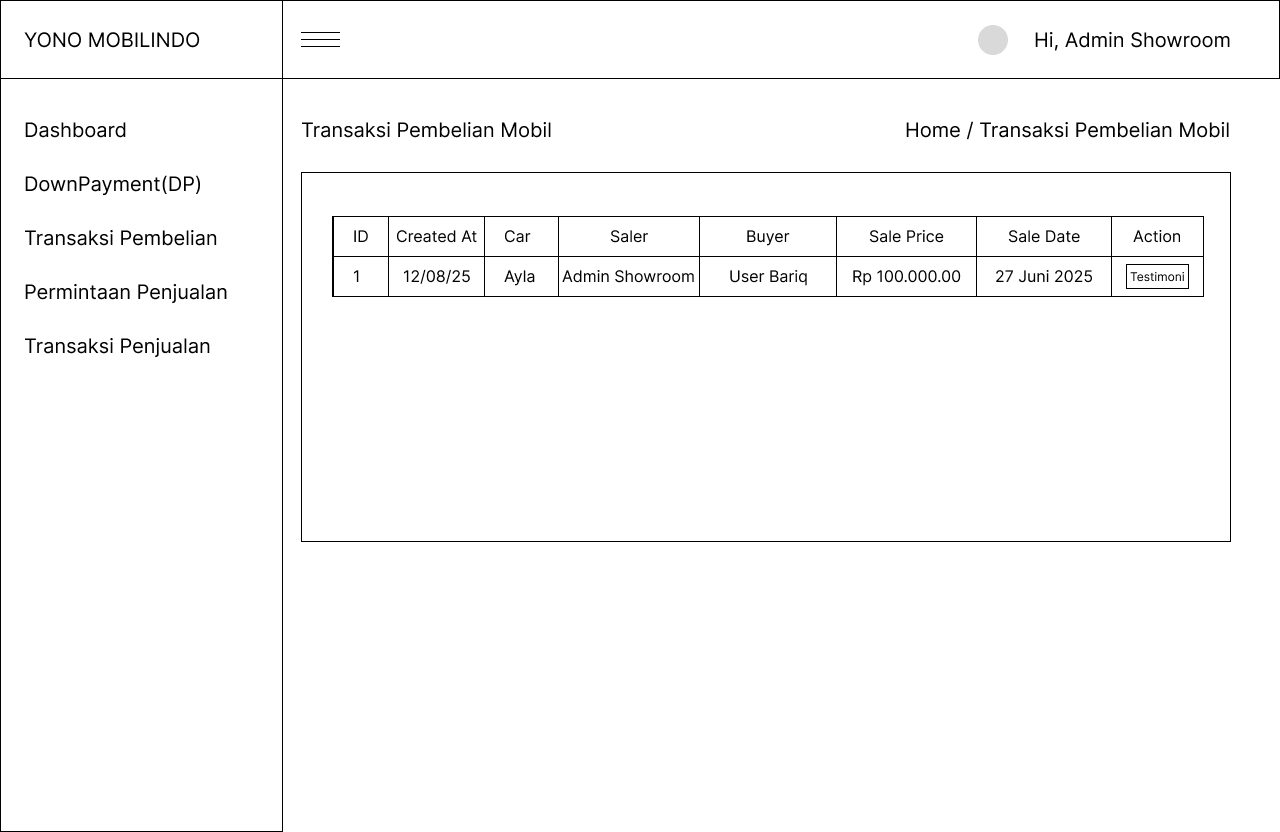 YONO MOBILINDO
Hi, Admin Showroom
Dashboard
DownPayment(DP)
Transaksi Pembelian
Permintaan Penjualan
Transaksi Penjualan
Transaksi Pembelian Mobil
Home / Transaksi Pembelian Mobil
ID Created At Car Saler Buyer Sale Price Sale Date Action
1 12/08/25 Ayla Admin Showroom User Bariq Rp 100.000.00 27 Juni 2025 Testimoni